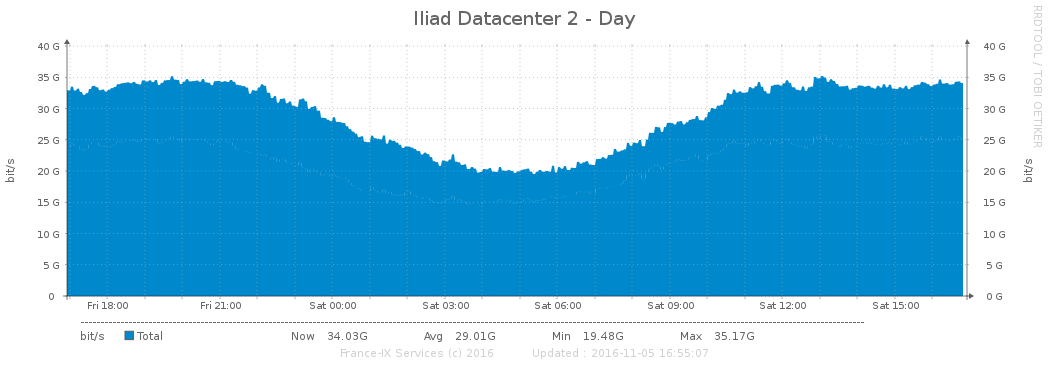 Iliad Datacenter 2 - Day
RRDTOOL / TOBI OETIKER
40 G 40 G
35 G 35 G
30 G 30 G
25 G 25 G
20 G 20 G
15 G 15 G
10 G 10 G
5 G 5 G
0 0 G
bit/s bit/s
Fri 18:00 Fri 21:00 Sat 00:00 Sat 03:00 Sat 06:00 Sat 09:00 Sat 12:00 Sat 15:00
bit/s Total Now 34.03G Avg 29.01G Min 19.48G Max 35.17G
France-IX Services (c) 2016 Updated : 2016-11-05 16:55:07